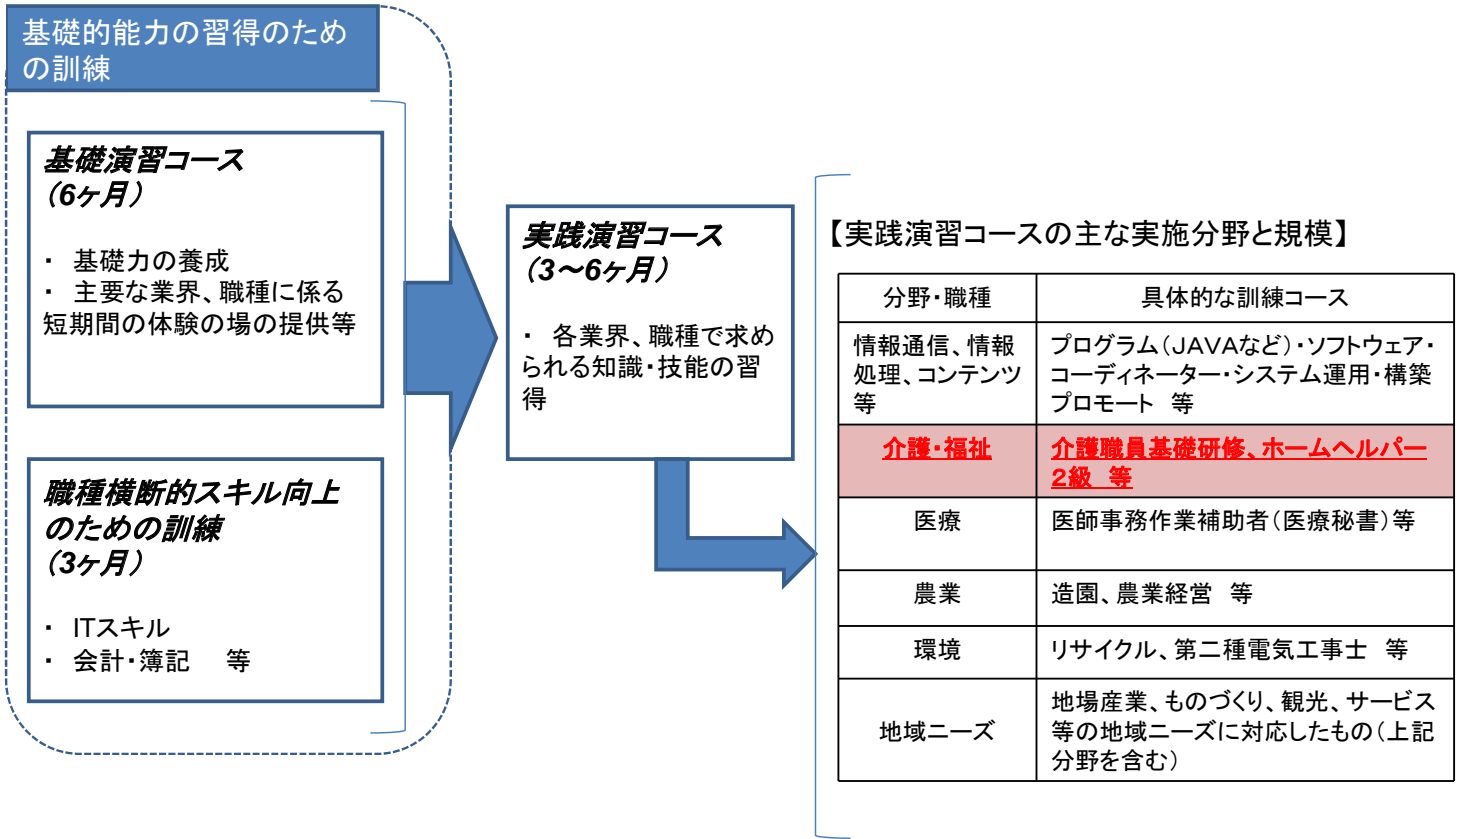 基礎的能力の習得のため
の訓練
基礎演習コース
（6ヶ月）
・ 基礎力の養成
・ 主要な業界、職種に係る
短期間の体験の場の提供等
職種横断的スキル向上
のための訓練
（3ヶ月）
・ ITスキル
・ 会計・簿記　等
実践演習コース
（3～6ヶ月）
・ 各業界、職種で求め
られる知識・技能の習
得
【実践演習コースの主な実施分野と規模】
分野・職種
具体的な訓練コース
情報通信、情報
処理、コンテンツ
等
プログラム（JAVAなど）・ソフトウェア・
コーディネーター・システム運用・構築
プロモート　等
介護・福祉
介護職員基礎研修、ホームヘルパー
２級　等
医療
医師事務作業補助者（医療秘書）等
農業
造園、農業経営　等
環境
リサイクル、第二種電気工事士　等
地域ニーズ
地場産業、ものづくり、観光、サービス
等の地域ニーズに対応したもの（上記
分野を含む）